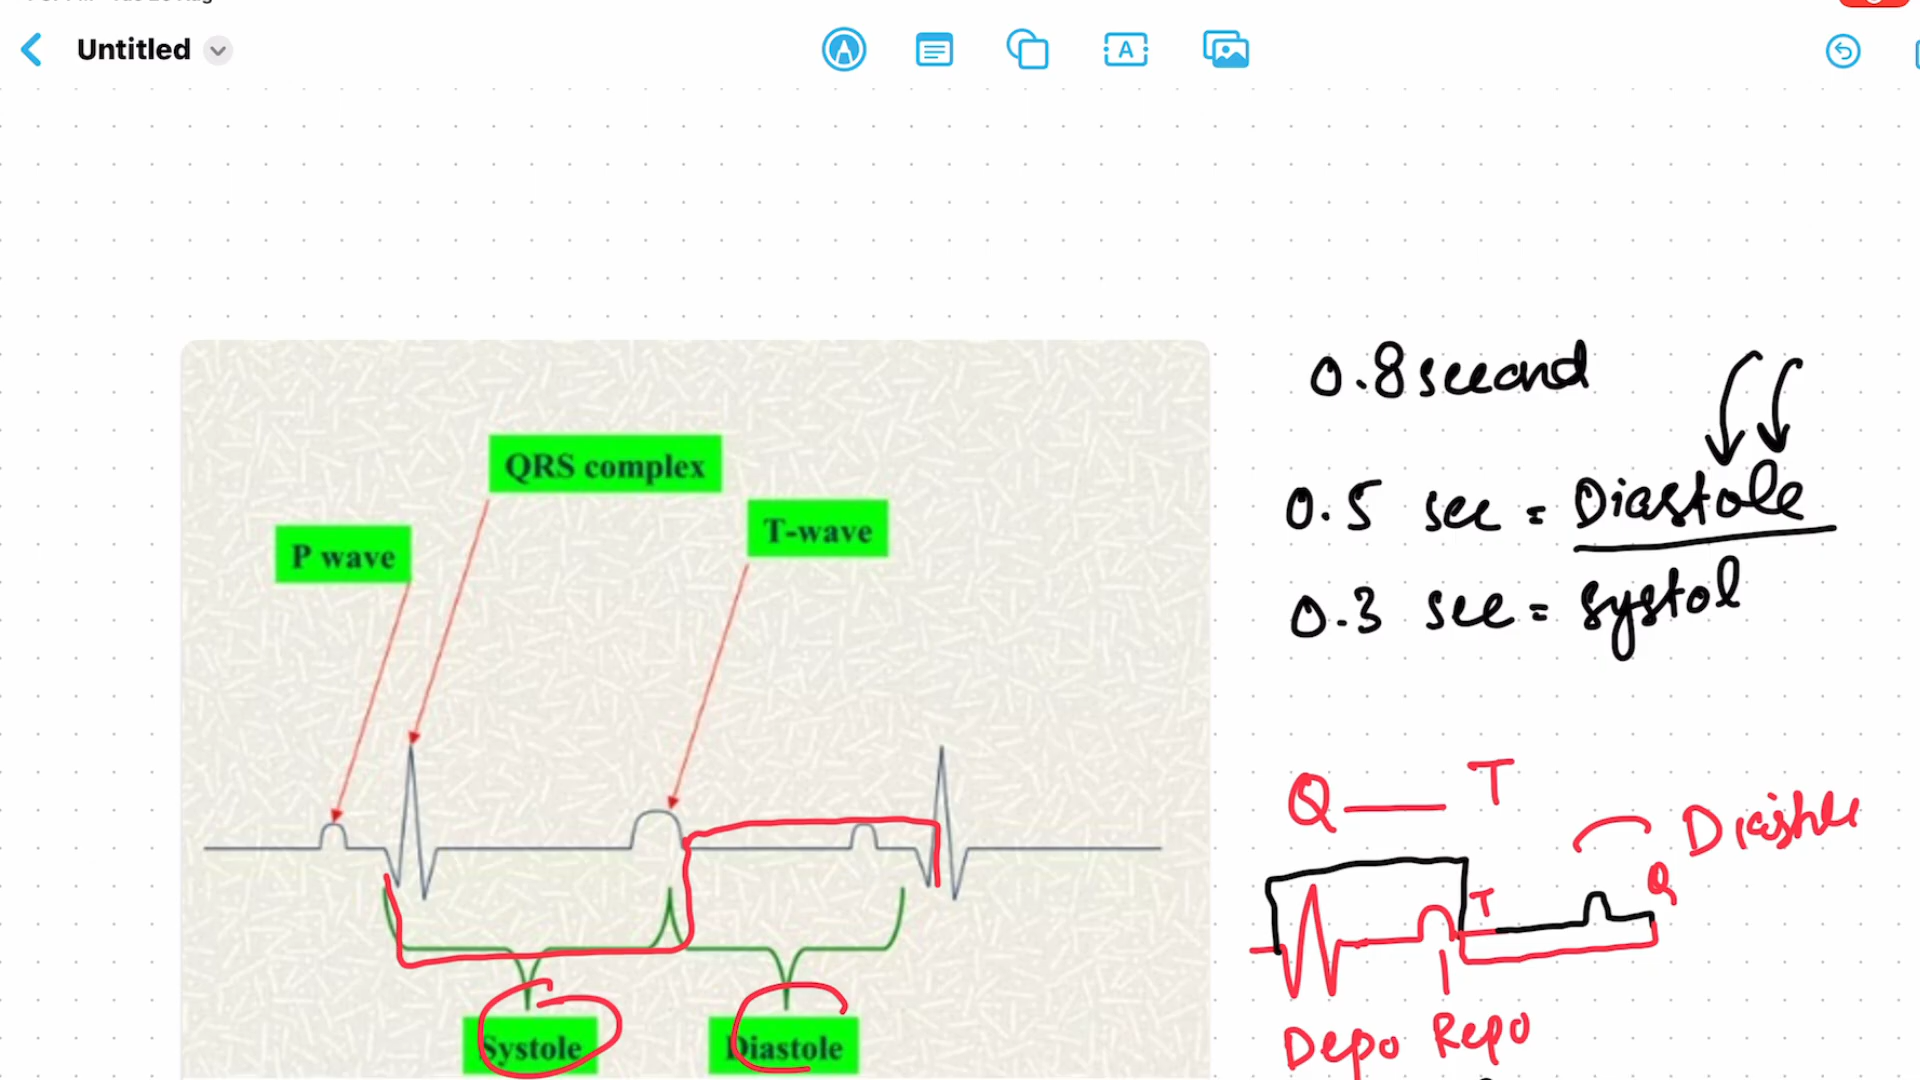 Untitled
A
0.8 second
QRS complex
T-wave
P wave
0.5 sec = Diastole
0.3 sec = systol
Q — T
Diastole
T
Q
Systole
Diastole
Depo Repo